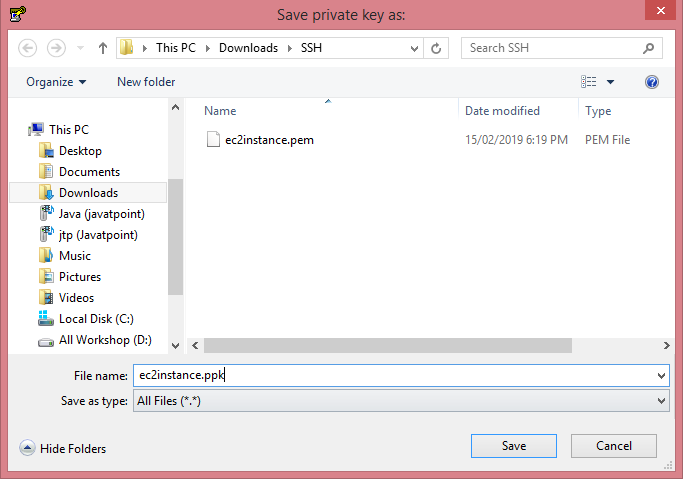 Save private key as:
This PC Downloads SSH
Search SSH
Organize New folder
Name Date modified Type
This PC
Desktop
Documents
Downloads
Java (javatpoint)
jtp (Javatpoint)
Music
Pictures
Videos
Local Disk (C:)
All Workshop (D:)
ec2instance.pem 15/02/2019 6:19 PM PEM File
File name: ec2instance.ppk
Save as type: All Files (*.*)
Hide Folders
Save Cancel